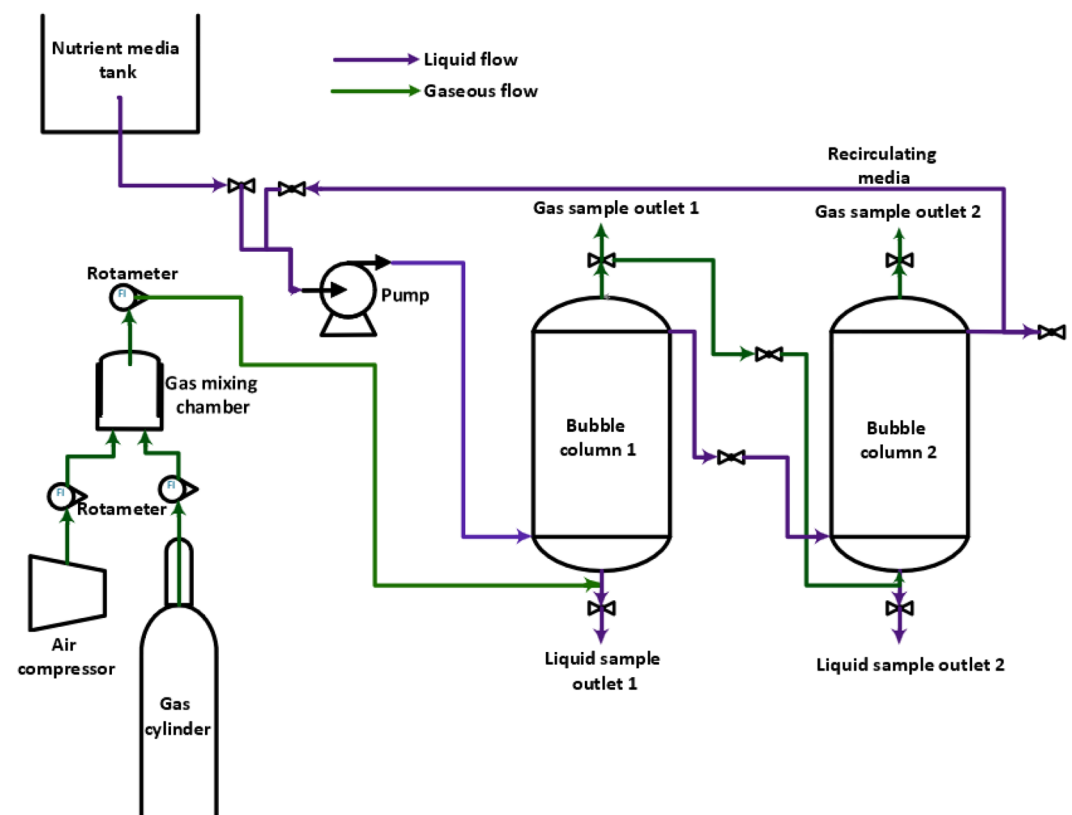 Nutrient media
tank
Liquid flow
Gaseous flow
Recirculating
media
Gas sample outlet 1
Gas sample outlet 2
Rotameter
FI
Pump
Gas mixing
chamber
Bubble
column 1
Bubble
column 2
FI
FI
Rotameter
Air
compressor
Liquid sample
outlet 1
Liquid sample outlet 2
Gas
cylinder